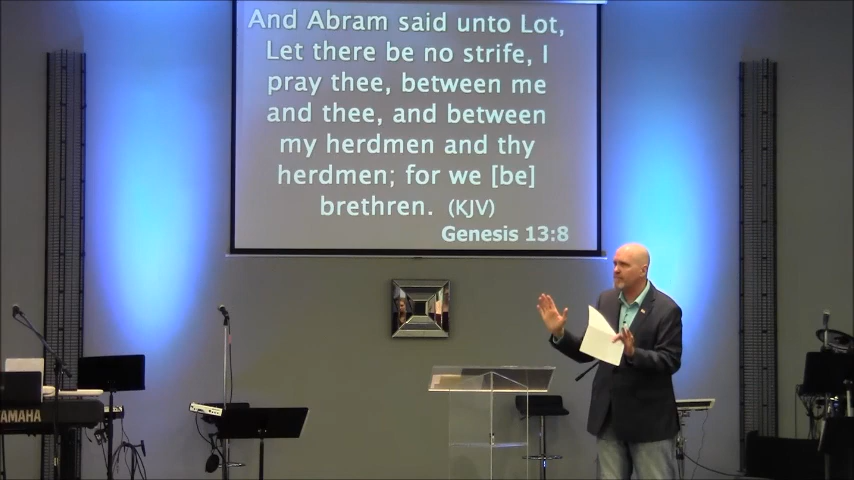 And Abram said unto Lot,
Let there be no strife, I
pray thee, between me
and thee, and between
my herdmen and thy
herdmen; for we [be]
brethren. (KJV)
Genesis 13:8
YAMAHA